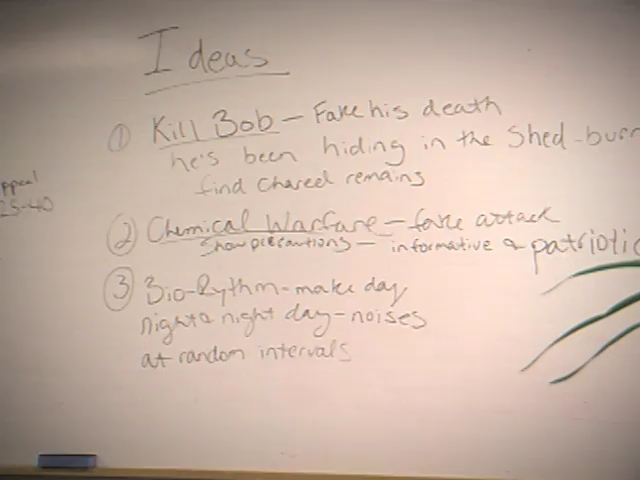 Ideas
① Kill Bob - Fake his death
he's been hiding in the Shed - burn
find chared remains
ppeal
25-40
② Chemical Warfare - fake attack
Show precautions - informative & patriotic
③ Bio-Rythm - make day
night & night day - noises
at random intervals